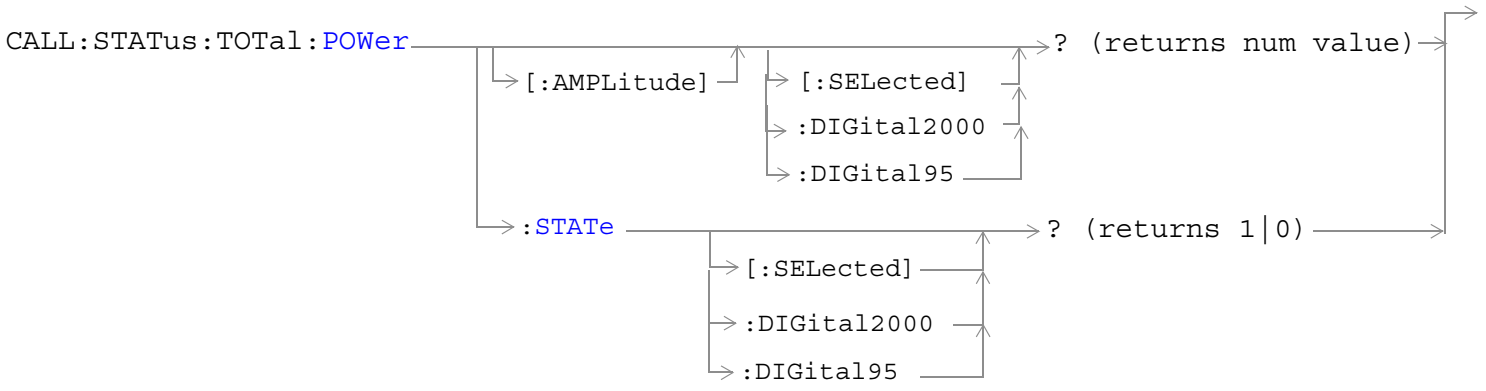 CALL:STATus:TOTal:POWer ? (returns num value)
[:AMPLitude] [:SELected]
:DIGital2000
:DIGital95
:STATe ? (returns 1|0)
[:SELected]
:DIGital2000
:DIGital95